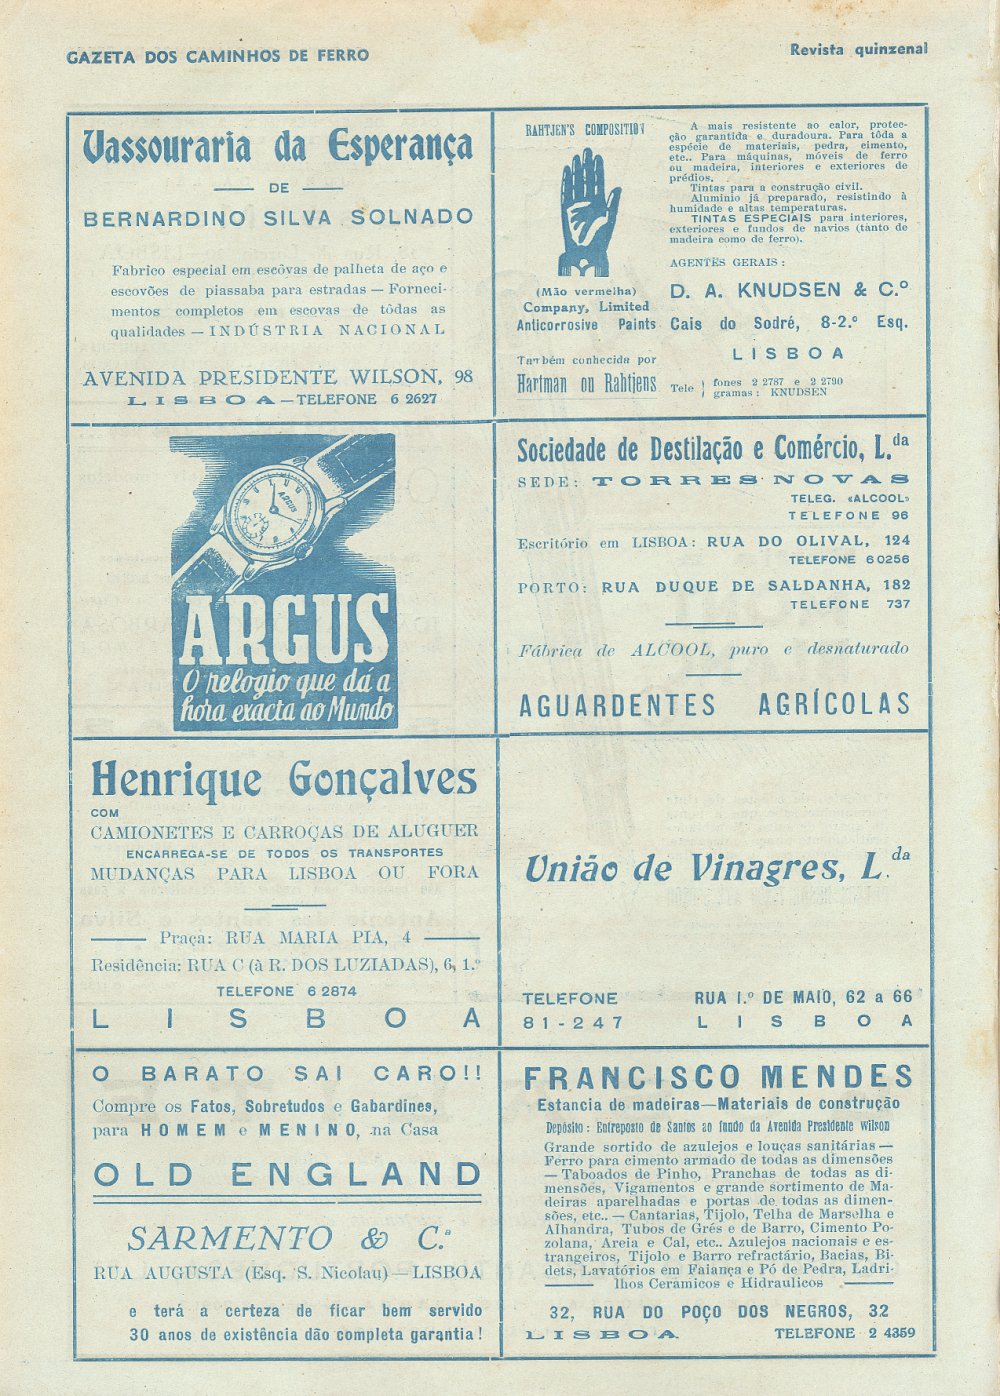 GAZETA DOS CAMINHOS DE FERRO
Revista quinzenal
Vassouraria da Esperança
DE
BERNARDINO SILVA SOLNADO
Fabrico especial em escôvas de palheta de aço e
escovões de piassaba para estradas — Forneci-
mentos completos em escovas de tôdas as
qualidades — INDÚSTRIA NACIONAL
AVENIDA PRESIDENTE WILSON, 98
LISBOA — TELEFONE 6 2627
RAHTJEN'S COMPOSITION
(Mão vermelha)
Company, Limited
Anticorrosive Paints
Também conhecida por
Hartman ou Rahtjens
A mais resistente ao calor, protec-
ção garantida e duradoura. Para tôda a
espécie de materiais, pedra, cimento,
etc.. Para máquinas, móveis de ferro
ou madeira, interiores e exteriores de
prédios.
Tintas para a construção civil.
Aluminio já preparado, resistindo à
humidade e altas temperaturas.
TINTAS ESPECIAIS para interiores,
exteriores e fundos de navios (tanto de
madeira como de ferro).
AGENTES GERAIS:
D. A. KNUDSEN & C.º
Cais do Sodré, 8-2.º Esq.
LISBOA
Tele } fones 2 2787 e 2 2790
gramas: KNUDSEN
ARGUS
ARGUS
O relogio que dá a
hora exacta ao Mundo
Sociedade de Destilação e Comércio, L.da
SEDE: TORRES NOVAS
TELEG. «ALCOOL»
TELEFONE 96
Escritório em LISBOA: RUA DO OLIVAL, 124
TELEFONE 60256
PORTO: RUA DUQUE DE SALDANHA, 182
TELEFONE 737
Fábrica de ALCOOL, puro e desnaturado
AGUARDENTES AGRÍCOLAS
Henrique Gonçalves
COM
CAMIONETES E CARROÇAS DE ALUGUER
ENCARREGA-SE DE TODOS OS TRANSPORTES
MUDANÇAS PARA LISBOA OU FORA
Praça: RUA MARIA PIA, 4
Residência: RUA C (à R. DOS LUZIADAS), 6, 1.º
TELEFONE 6 2874
LISBOA
União de Vinagres, L.da
TELEFONE
81-247
RUA 1.º DE MAIO, 62 a 66
LISBOA
O BARATO SAI CARO!!
Compre os Fatos, Sobretudos e Gabardines,
para HOMEM e MENINO, na Casa
OLD ENGLAND
SARMENTO & C.ª
RUA AUGUSTA (Esq. S. Nicolau) — LISBOA
e terá a certeza de ficar bem servido
30 anos de existência dão completa garantia!
FRANCISCO MENDES
Estancia de madeiras—Materiais de construção
Depósito: Entreposto de Santos ao fundo da Avenida Presidente Wilson
Grande sortido de azulejos e louças sanitárias —
Ferro para cimento armado de todas as dimensões
— Taboados de Pinho, Pranchas de todas as di-
mensões, Vigamentos e grande sortimento de Ma-
deiras aparelhadas e portas de todas as dimen-
sões, etc.. — Cantarias, Tijolo, Telha de Marselha e
Alhandra, Tubos de Grés e de Barro, Cimento Po-
zolana, Areia e Cal, etc.. Azulejos nacionais e es-
trangeiros, Tijolo e Barro refractário, Bacias, Bi-
dets, Lavatórios em Faiança e Pó de Pedra, Ladri-
lhos Ceramicos e Hidraulicos
32, RUA DO POÇO DOS NEGROS, 32
LISBOA TELEFONE 2 4359